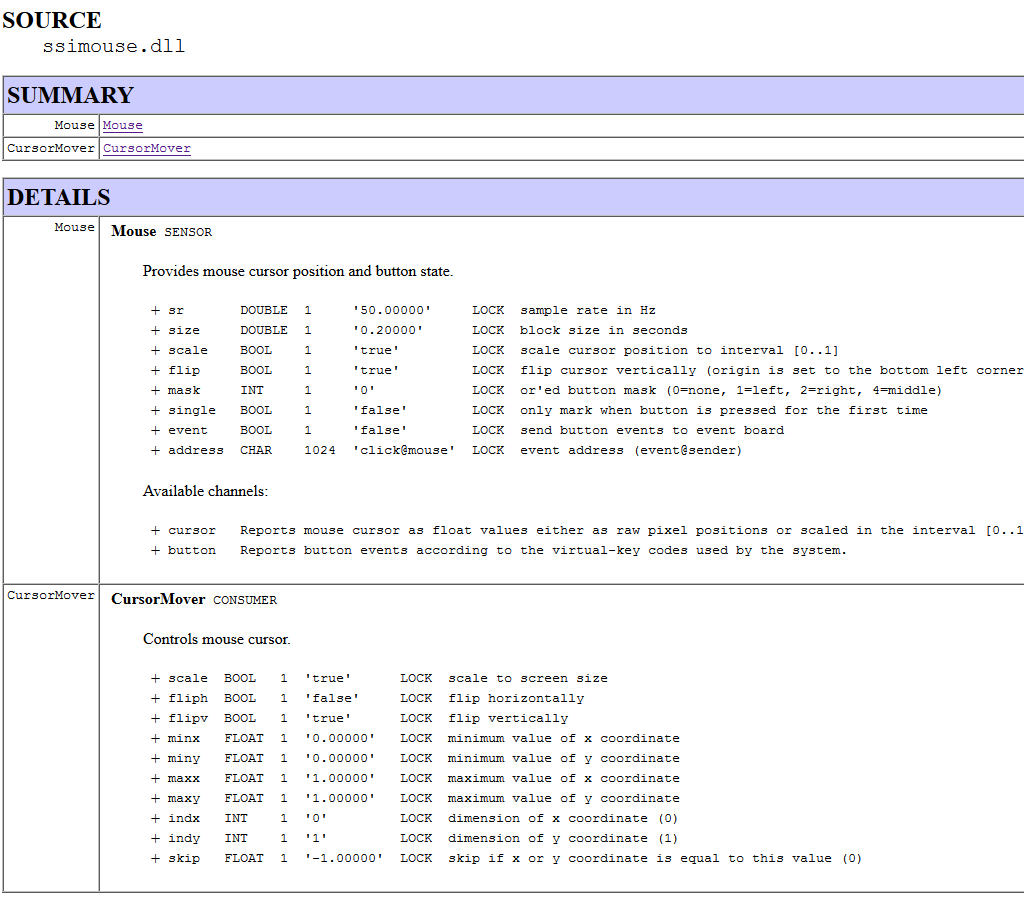 SOURCE
ssimouse.dll
SUMMARY
Mouse Mouse
CursorMover CursorMover
DETAILS
Mouse Mouse SENSOR
Provides mouse cursor position and button state.
+ sr DOUBLE 1 '50.00000' LOCK sample rate in Hz
+ size DOUBLE 1 '0.20000' LOCK block size in seconds
+ scale BOOL 1 'true' LOCK scale cursor position to interval [0..1]
+ flip BOOL 1 'true' LOCK flip cursor vertically (origin is set to the bottom left corner
+ mask INT 1 '0' LOCK or'ed button mask (0=none, 1=left, 2=right, 4=middle)
+ single BOOL 1 'false' LOCK only mark when button is pressed for the first time
+ event BOOL 1 'false' LOCK send button events to event board
+ address CHAR 1024 'click@mouse' LOCK event address (event@sender)
Available channels:
+ cursor Reports mouse cursor as float values either as raw pixel positions or scaled in the interval [0..1
+ button Reports button events according to the virtual-key codes used by the system.
CursorMover CursorMover CONSUMER
Controls mouse cursor.
+ scale BOOL 1 'true' LOCK scale to screen size
+ fliph BOOL 1 'false' LOCK flip horizontally
+ flipv BOOL 1 'true' LOCK flip vertically
+ minx FLOAT 1 '0.00000' LOCK minimum value of x coordinate
+ miny FLOAT 1 '0.00000' LOCK minimum value of y coordinate
+ maxx FLOAT 1 '1.00000' LOCK maximum value of x coordinate
+ maxy FLOAT 1 '1.00000' LOCK maximum value of y coordinate
+ indx INT 1 '0' LOCK dimension of x coordinate (0)
+ indy INT 1 '1' LOCK dimension of y coordinate (1)
+ skip FLOAT 1 '-1.00000' LOCK skip if x or y coordinate is equal to this value (0)